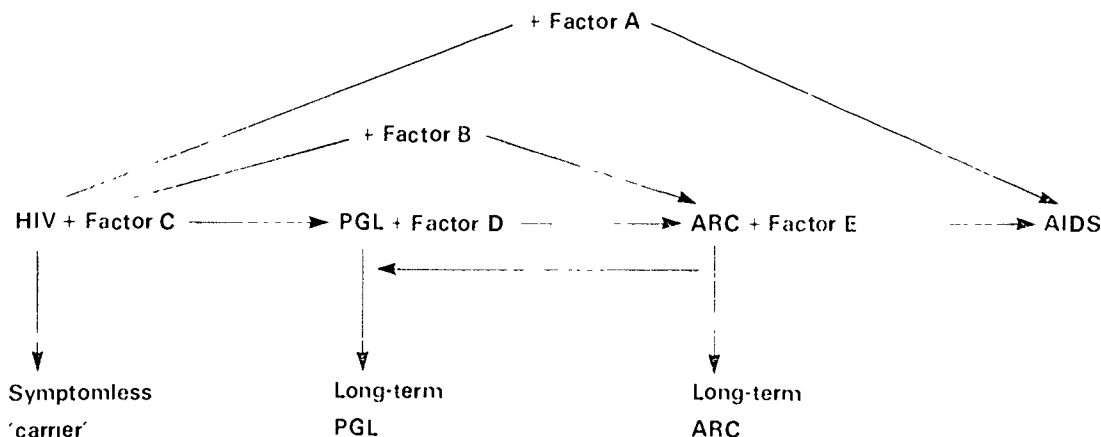 + Factor A
+ Factor B
HIV + Factor C PGL + Factor D ARC + Factor E AIDS
Symptomless Long-term Long-term
'carrier' PGL ARC